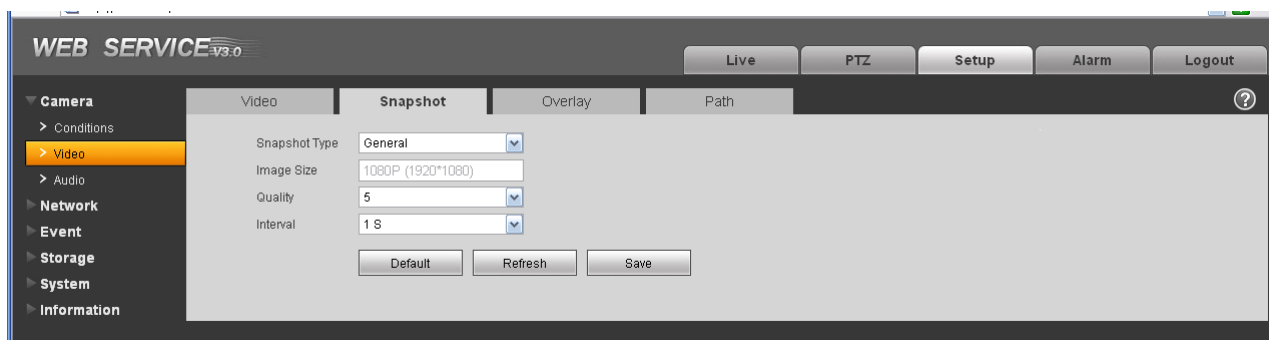 WEB SERVICE V3.0
Live PTZ Setup Alarm Logout
Camera
Conditions
Video
Audio
Network
Event
Storage
System
Information
Video Snapshot Overlay Path ?
Snapshot Type General
Image Size 1080P (1920*1080)
Quality 5
Interval 1 S
Default Refresh Save